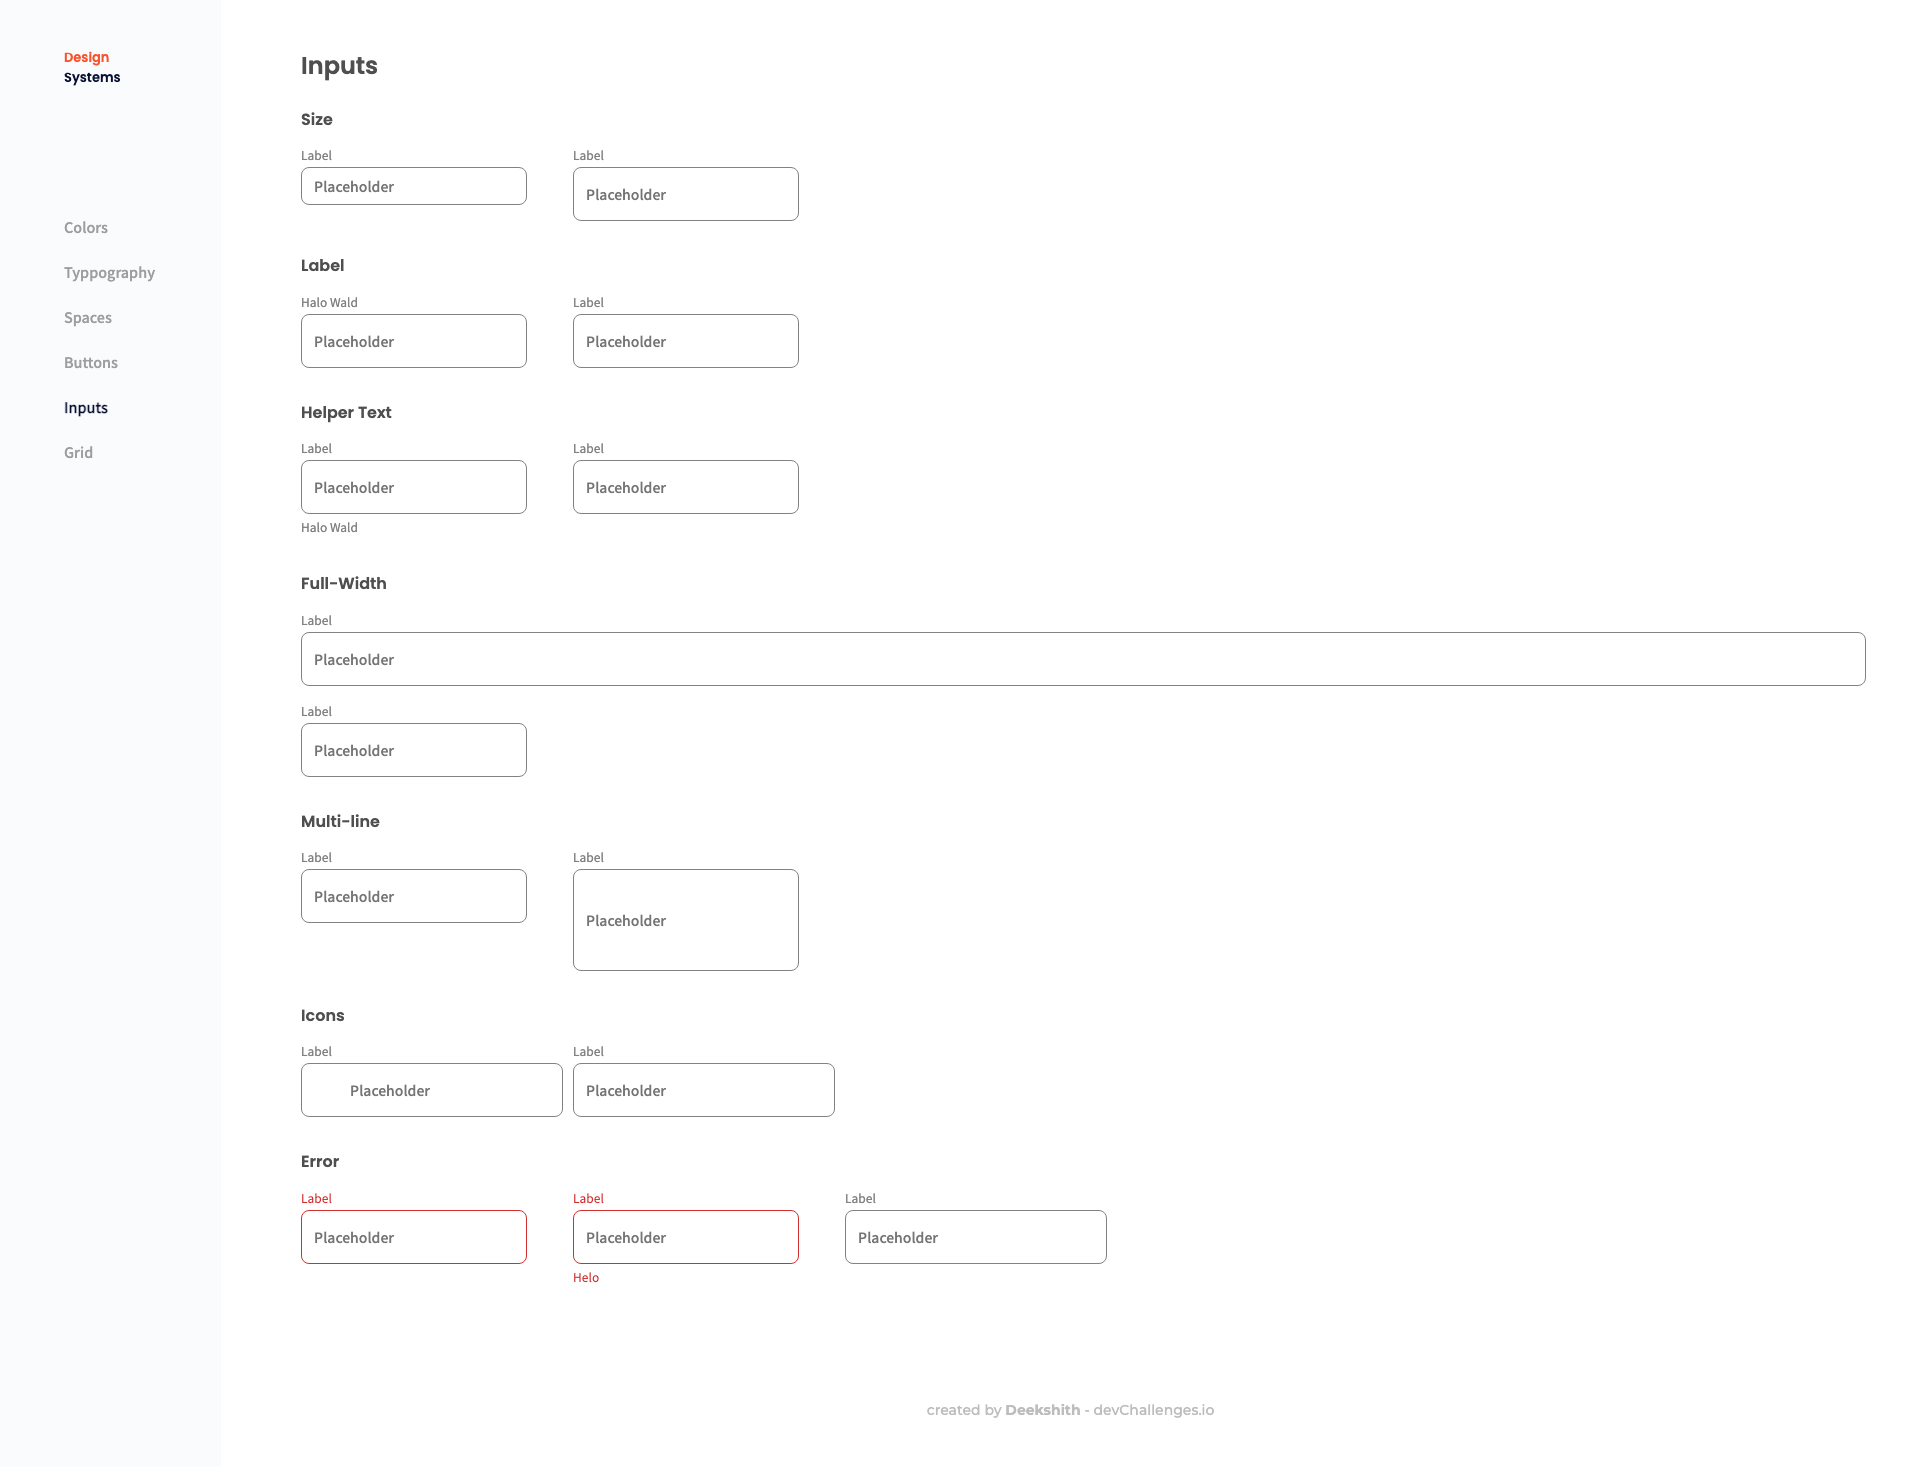 Design
Systems
Colors
Typpography
Spaces
Buttons
Inputs
Grid
Inputs
Size
Label Label
Placeholder Placeholder
Label
Halo Wald Label
Placeholder Placeholder
Helper Text
Label Label
Placeholder Placeholder
Halo Wald
Full-Width
Label
Placeholder
Label
Placeholder
Multi-line
Label Label
Placeholder Placeholder
Icons
Label Label
Placeholder Placeholder
Error
Label Label Label
Placeholder Placeholder Placeholder
Helo
created by Deekshith - devChallenges.io